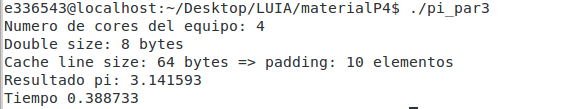 e336543@localhost:~/Desktop/LUIA/materialP4$ ./pi_par3
Numero de cores del equipo: 4
Double size: 8 bytes
Cache line size: 64 bytes => padding: 10 elementos
Resultado pi: 3.141593
Tiempo 0.388733